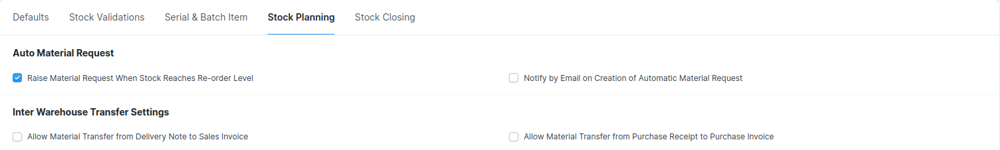 Defaults Stock Validations Serial & Batch Item Stock Planning Stock Closing
Auto Material Request
Raise Material Request When Stock Reaches Re-order Level Notify by Email on Creation of Automatic Material Request
Inter Warehouse Transfer Settings
Allow Material Transfer from Delivery Note to Sales Invoice Allow Material Transfer from Purchase Receipt to Purchase Invoice